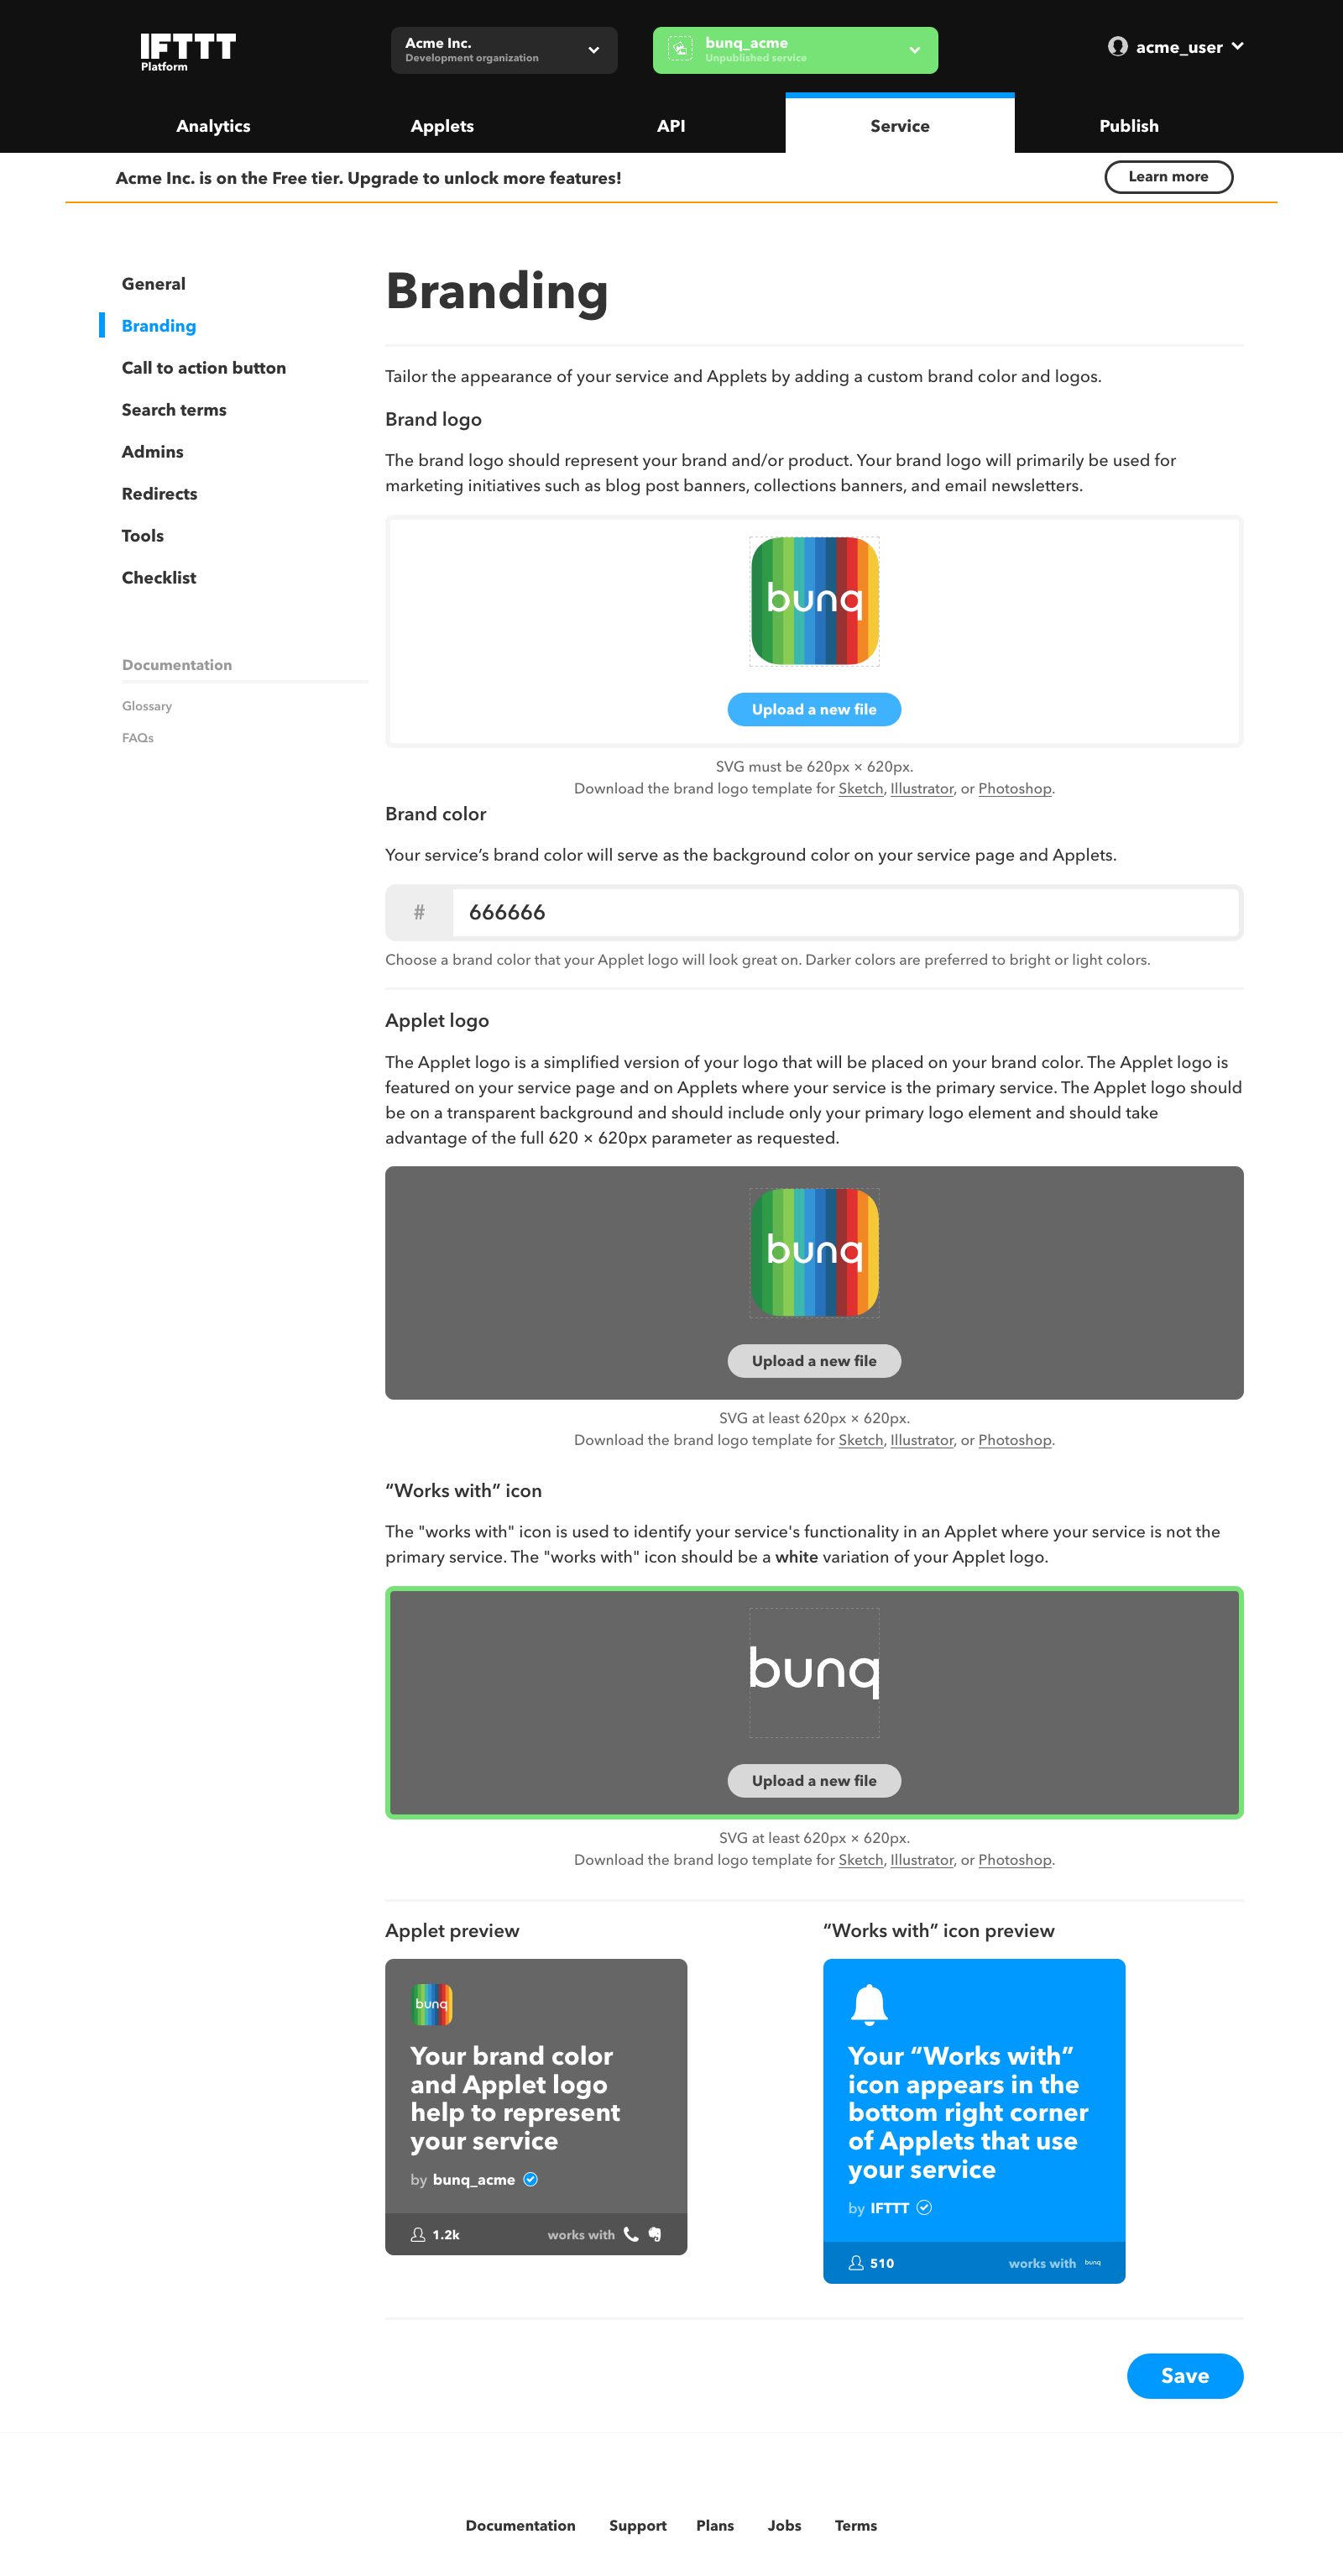 IFTTT
Platform
Acme Inc.
Development organization
bunq_acme
Unpublished service
acme_user
Analytics
Applets
API
Service
Publish
Acme Inc. is on the Free tier. Upgrade to unlock more features!
Learn more
General
Branding
Call to action button
Search terms
Admins
Redirects
Tools
Checklist
Documentation
Glossary
FAQs
Branding
Tailor the appearance of your service and Applets by adding a custom brand color and logos.
Brand logo
The brand logo should represent your brand and/or product. Your brand logo will primarily be used for
marketing initiatives such as blog post banners, collections banners, and email newsletters.
bunq
Upload a new file
SVG must be 620px × 620px.
Download the brand logo template for Sketch, Illustrator, or Photoshop.
Brand color
Your service’s brand color will serve as the background color on your service page and Applets.
# 666666
Choose a brand color that your Applet logo will look great on. Darker colors are preferred to bright or light colors.
Applet logo
The Applet logo is a simplified version of your logo that will be placed on your brand color. The Applet logo is
featured on your service page and on Applets where your service is the primary service. The Applet logo should
be on a transparent background and should include only your primary logo element and should take
advantage of the full 620 × 620px parameter as requested.
bunq
Upload a new file
SVG at least 620px × 620px.
Download the brand logo template for Sketch, Illustrator, or Photoshop.
“Works with” icon
The "works with" icon is used to identify your service's functionality in an Applet where your service is not the
primary service. The "works with" icon should be a white variation of your Applet logo.
bunq
Upload a new file
SVG at least 620px × 620px.
Download the brand logo template for Sketch, Illustrator, or Photoshop.
Applet preview
bunq
Your brand color
and Applet logo
help to represent
your service
by bunq_acme
1.2k
works with
“Works with” icon preview
Your “Works with”
icon appears in the
bottom right corner
of Applets that use
your service
by IFTTT
510
works with bunq
Save
Documentation
Support
Plans
Jobs
Terms